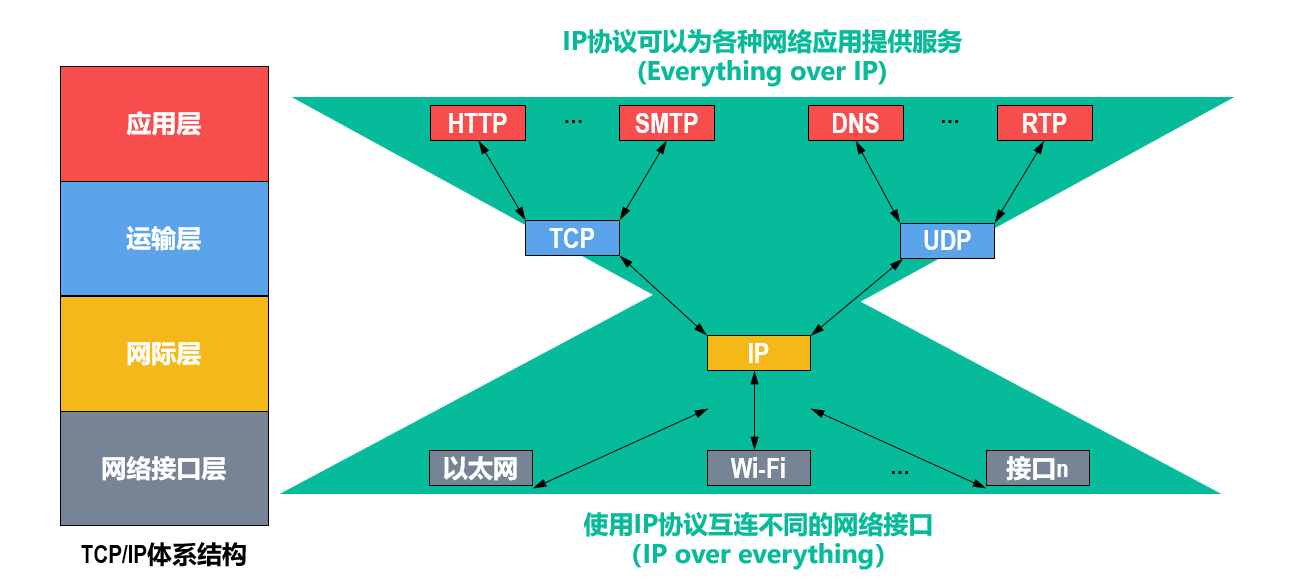 IP协议可以为各种网络应用提供服务
(Everything over IP)
应用层
HTTP ... SMTP DNS ... RTP
运输层
TCP UDP
网际层
IP
网络接口层
以太网 Wi-Fi ... 接口n
使用IP协议互连不同的网络接口
(IP over everything)
TCP/IP体系结构